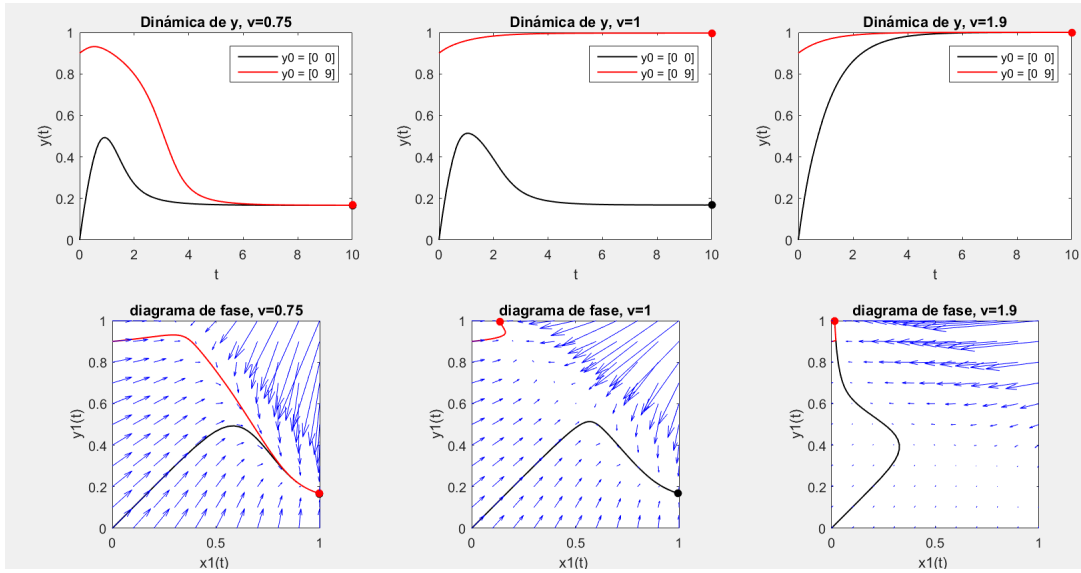 Dinámica de y, v=0.75
1
0.8
0.6
0.4
0.2
0
y(t)
0 2 4 6 8 10
t
y0 = [0 0]
y0 = [0 9]
Dinámica de y, v=1
1
0.8
0.6
0.4
0.2
0
y(t)
0 2 4 6 8 10
t
y0 = [0 0]
y0 = [0 9]
Dinámica de y, v=1.9
1
0.8
0.6
0.4
0.2
0
y(t)
0 2 4 6 8 10
t
y0 = [0 0]
y0 = [0 9]
diagrama de fase, v=0.75
1
0.8
0.6
0.4
0.2
0
y1(t)
0 0.5 1
x1(t)
diagrama de fase, v=1
1
0.8
0.6
0.4
0.2
0
y1(t)
0 0.5 1
x1(t)
diagrama de fase, v=1.9
1
0.8
0.6
0.4
0.2
0
y1(t)
0 0.5 1
x1(t)